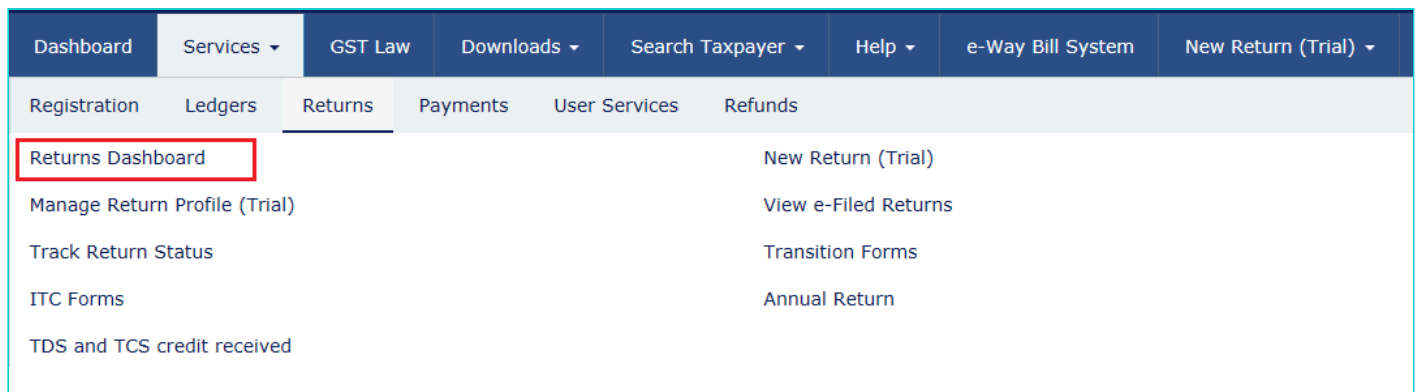 Dashboard Services GST Law Downloads Search Taxpayer Help e-Way Bill System New Return (Trial)
Registration Ledgers Returns Payments User Services Refunds
Returns Dashboard New Return (Trial)
Manage Return Profile (Trial) View e-Filed Returns
Track Return Status Transition Forms
ITC Forms Annual Return
TDS and TCS credit received